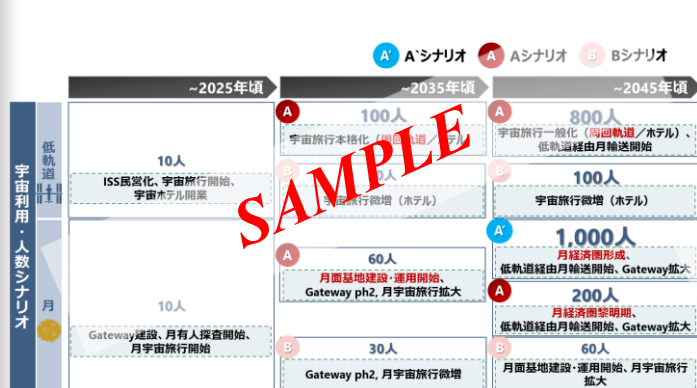 A' A`シナリオ A Aシナリオ B Bシナリオ
~2025年頃 ~2035年頃 ~2045年頃
宇宙利用・人数シナリオ
低軌道
10人
ISS民営化、宇宙旅行開始、
宇宙ホテル開業
A
100人
宇宙旅行本格化（周回軌道／ホテル）
B
宇宙旅行微増（ホテル）
A
800人
宇宙旅行一般化（周回軌道／ホテル）、
低軌道経由月輸送開始
B
100人
宇宙旅行微増（ホテル）
月
10人
Gateway建設、月有人探査開始、
月宇宙旅行開始
A
60人
月面基地建設・運用開始、
Gateway ph2, 月宇宙旅行拡大
B
30人
Gateway ph2, 月宇宙旅行微増
A'
1,000人
月経済圏形成、
低軌道経由月輸送開始、Gateway拡大
A
200人
月経済圏黎明期、
低軌道経由月輸送開始、Gateway拡大
B
60人
月面基地建設・運用開始、月宇宙旅行
拡大
SAMPLE